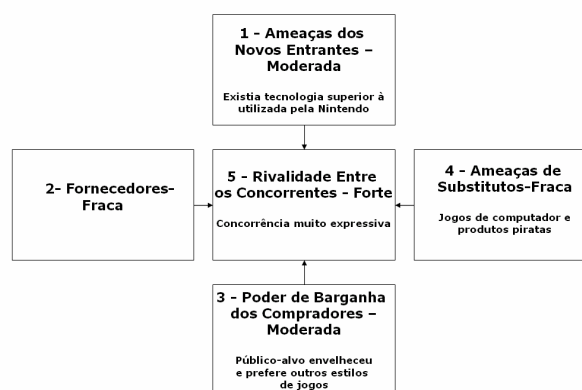 1 - Ameaças dos
Novos Entrantes –
Moderada
Existia tecnologia superior à
utilizada pela Nintendo
2- Fornecedores-
Fraca
5 - Rivalidade Entre
os Concorrentes - Forte
Concorrência muito expressiva
4 - Ameaças de
Substitutos-Fraca
Jogos de computador e
produtos piratas
3 - Poder de Barganha
dos Compradores –
Moderada
Público-alvo envelheceu
e prefere outros estilos
de jogos